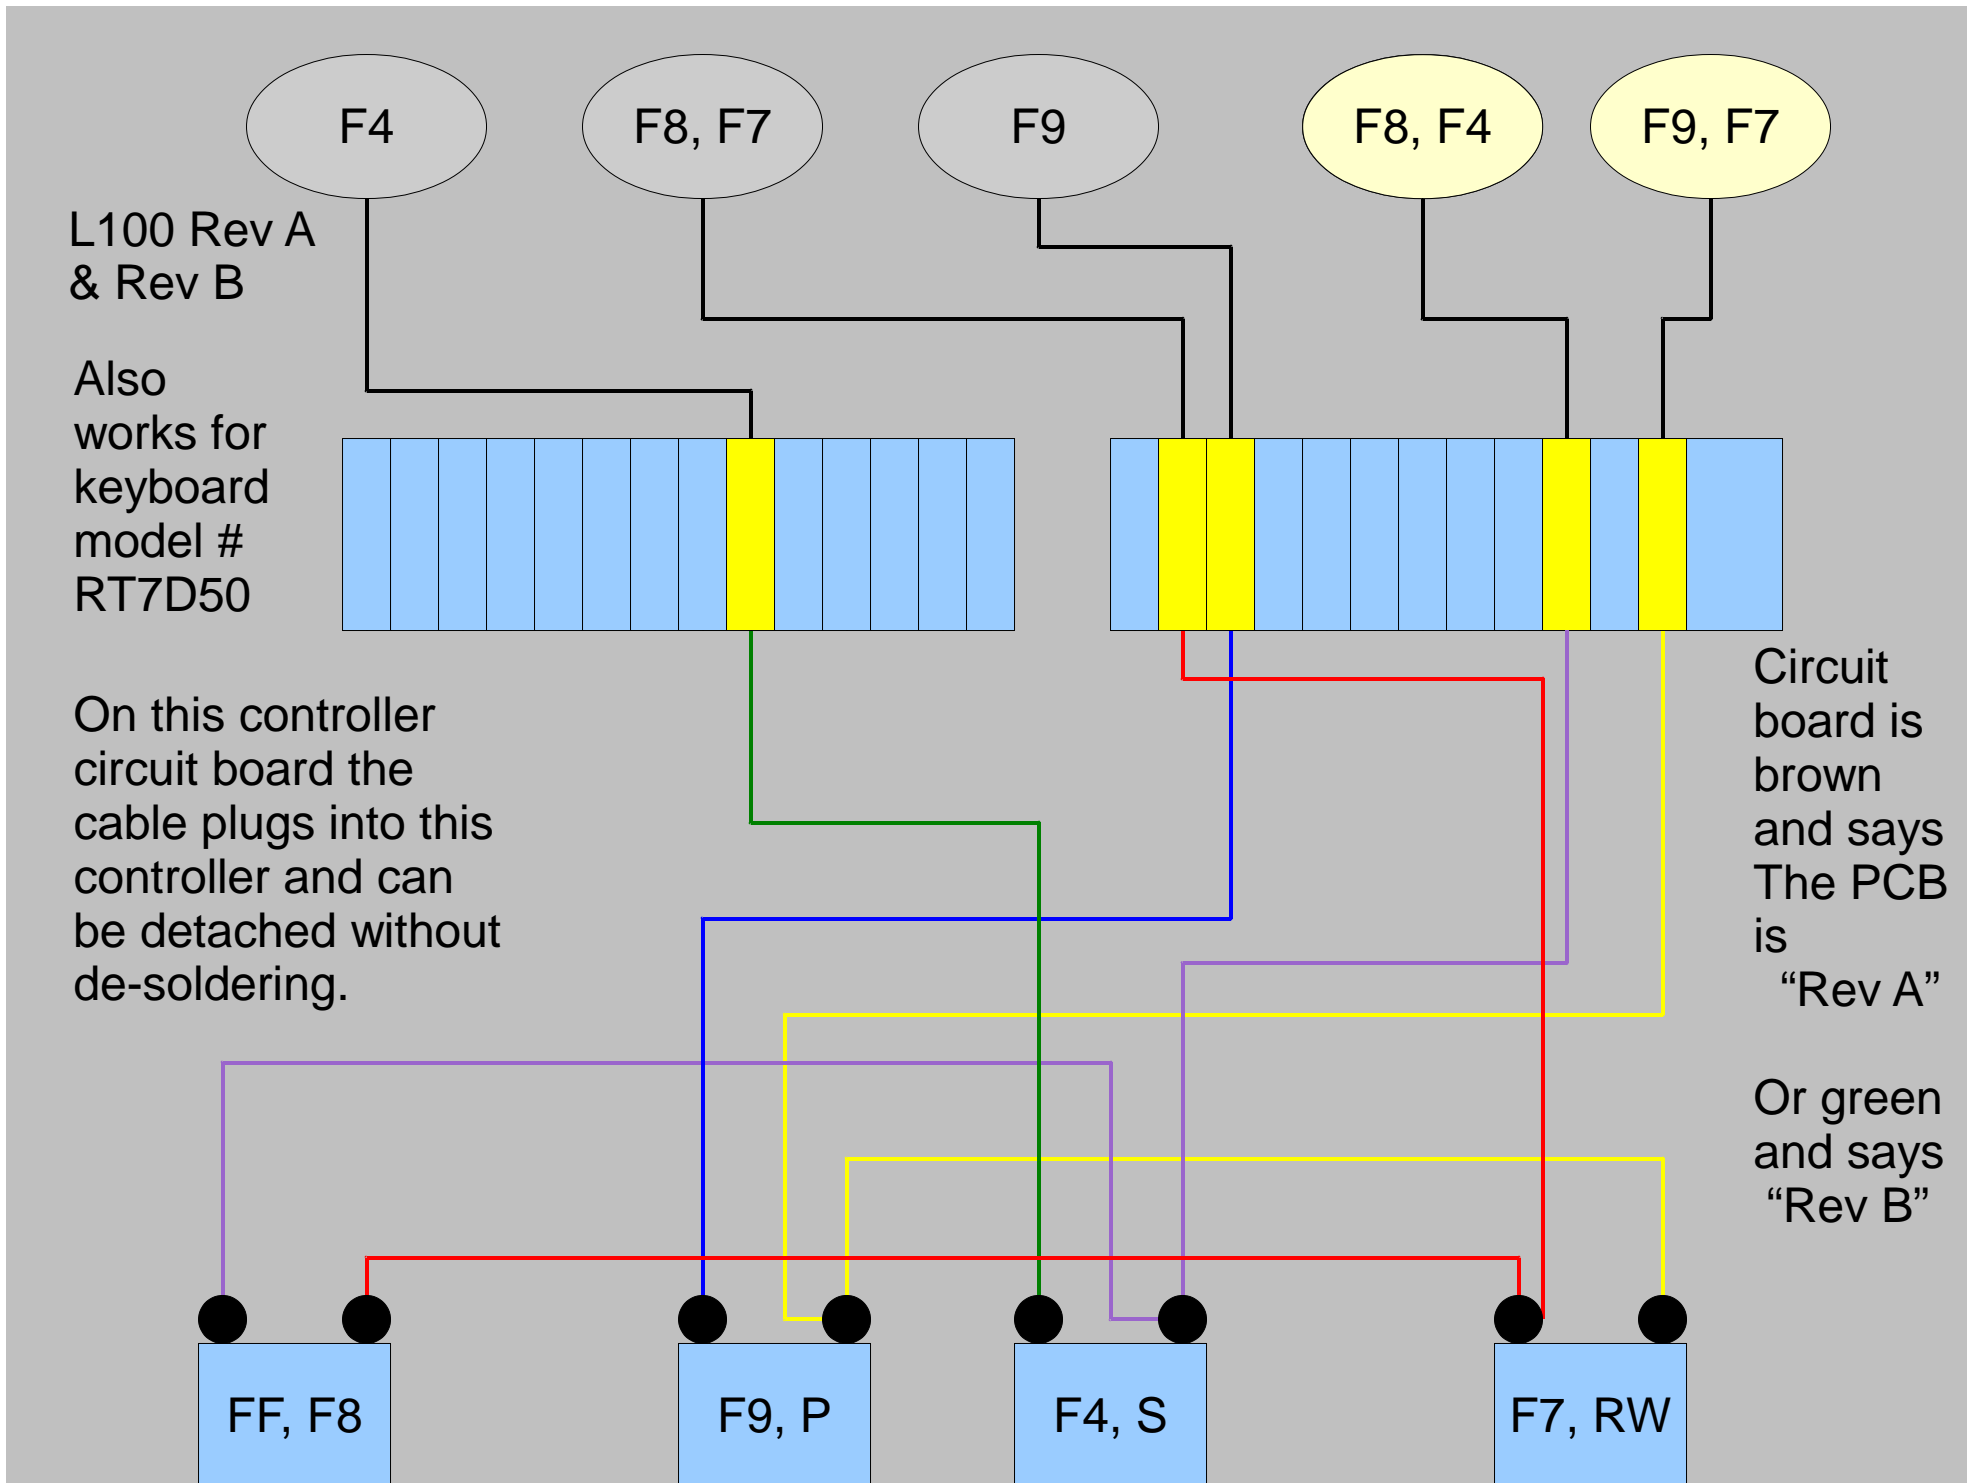 F4
F8, F7
F9
F8, F4
F9, F7
L100 Rev A
& Rev B
Also
works for
keyboard
model #
RT7D50
On this controller
circuit board the
cable plugs into this
controller and can
be detached without
de-soldering.
Circuit
board is
brown
and says
The PCB
is
“Rev A”
Or green
and says
“Rev B”
FF, F8
F9, P
F4, S
F7, RW